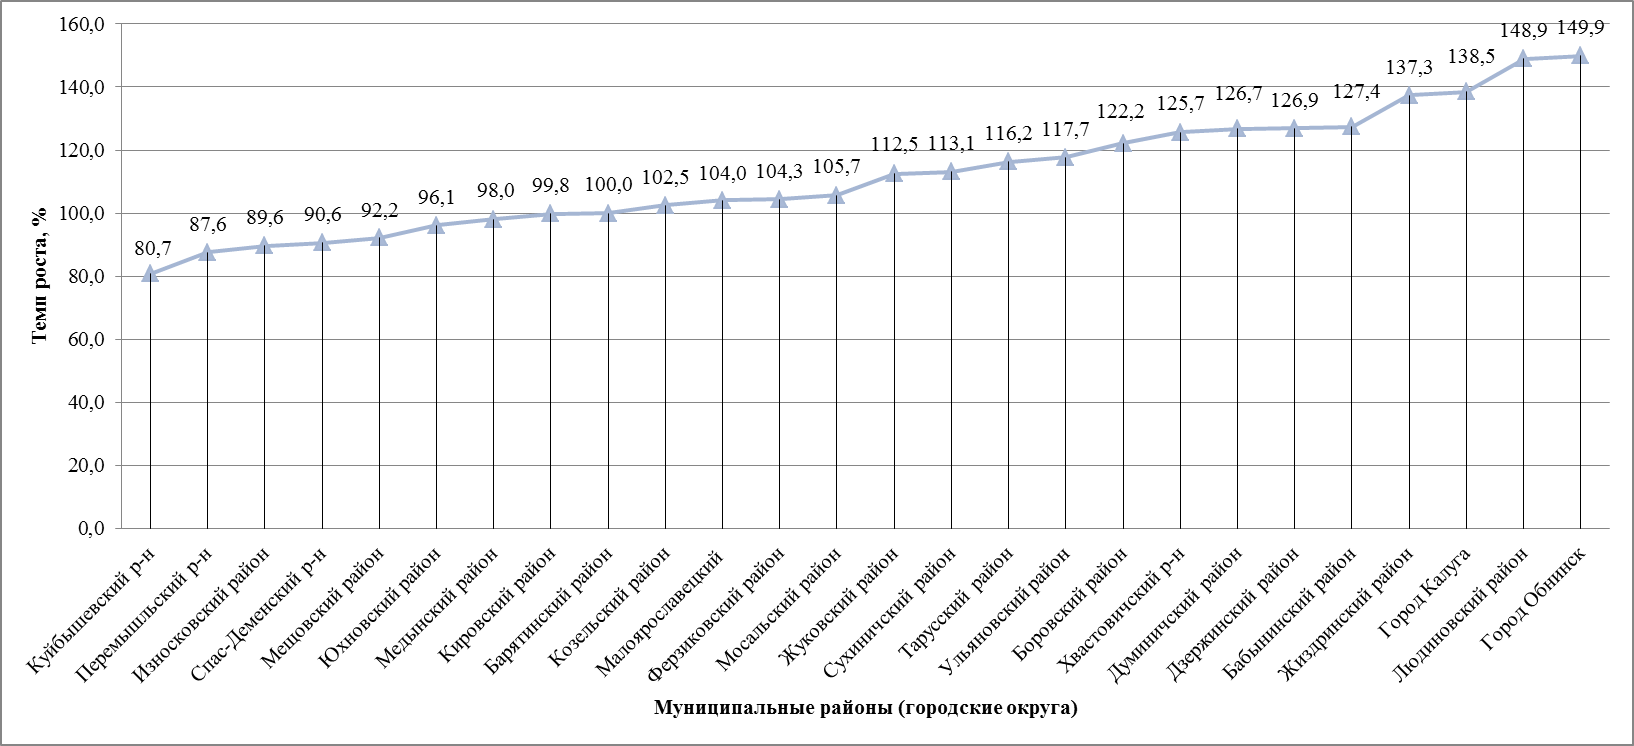 160,0
140,0
120,0
100,0
80,0
60,0
40,0
20,0
0,0
Темп роста, %
80,7
87,6
89,6
90,6
92,2
96,1
98,0
99,8
100,0
102,5
104,0
104,3
105,7
112,5
113,1
116,2
117,7
122,2
125,7
126,7
126,9
127,4
137,3
138,5
148,9
149,9
Куйбышевский р-н
Перемышльский р-н
Износковский район
Спас-Деменский р-н
Мещовский район
Юхновский район
Медынский район
Кировский район
Барятинский район
Козельский район
Малоярославецкий
Ферзиковский район
Мосальский район
Жуковский район
Сухиничский район
Тарусский район
Ульяновский район
Боровский район
Хвастовичский р-н
Думиничский район
Дзержинский район
Бабынинский район
Жиздринский район
Город Калуга
Людиновский район
Город Обнинск
Муниципальные районы (городские округа)